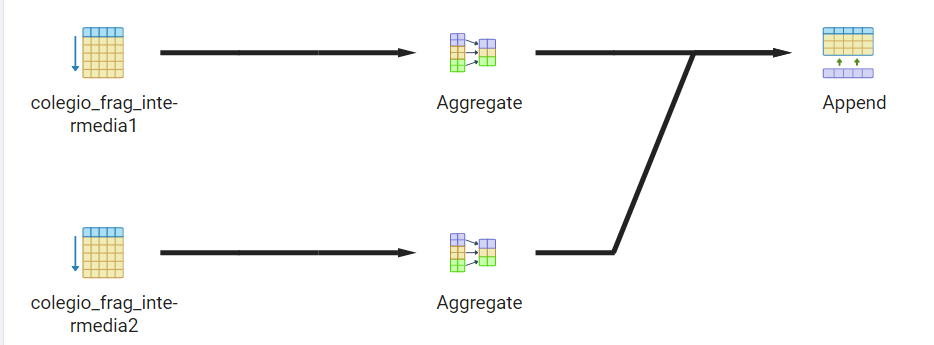 colegio_frag_inte-
rmedia1
Aggregate
Append
colegio_frag_inte-
rmedia2
Aggregate